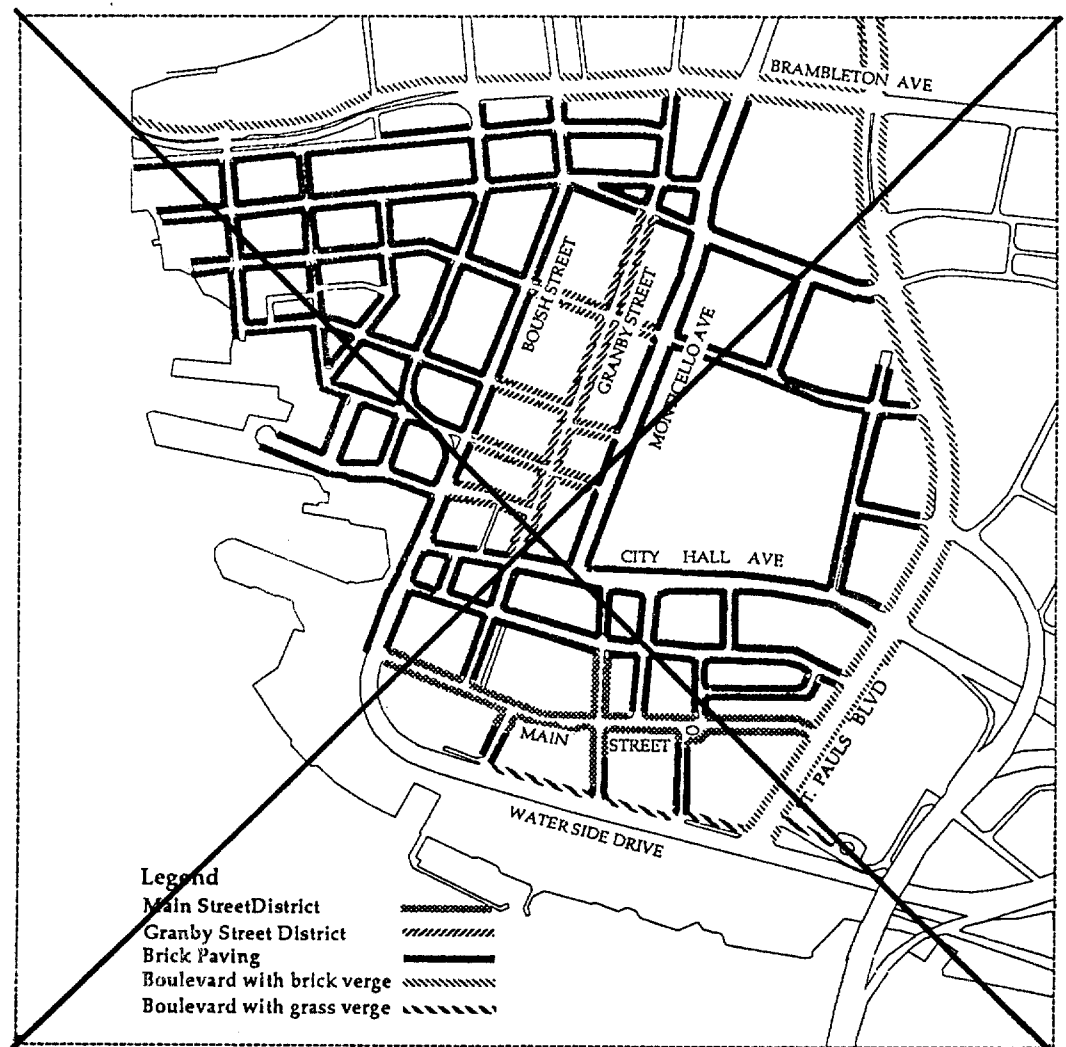 BRAMBLETON AVE
BOUSH STREET
GRANBY STREET
MONTICELLO AVE
CITY HALL AVE
MAIN STREET
ST. PAULS BLVD
WATER SIDE DRIVE
Legend
Main StreetDistrict
Granby Street District
Brick Paving
Boulevard with brick verge
Boulevard with grass verge